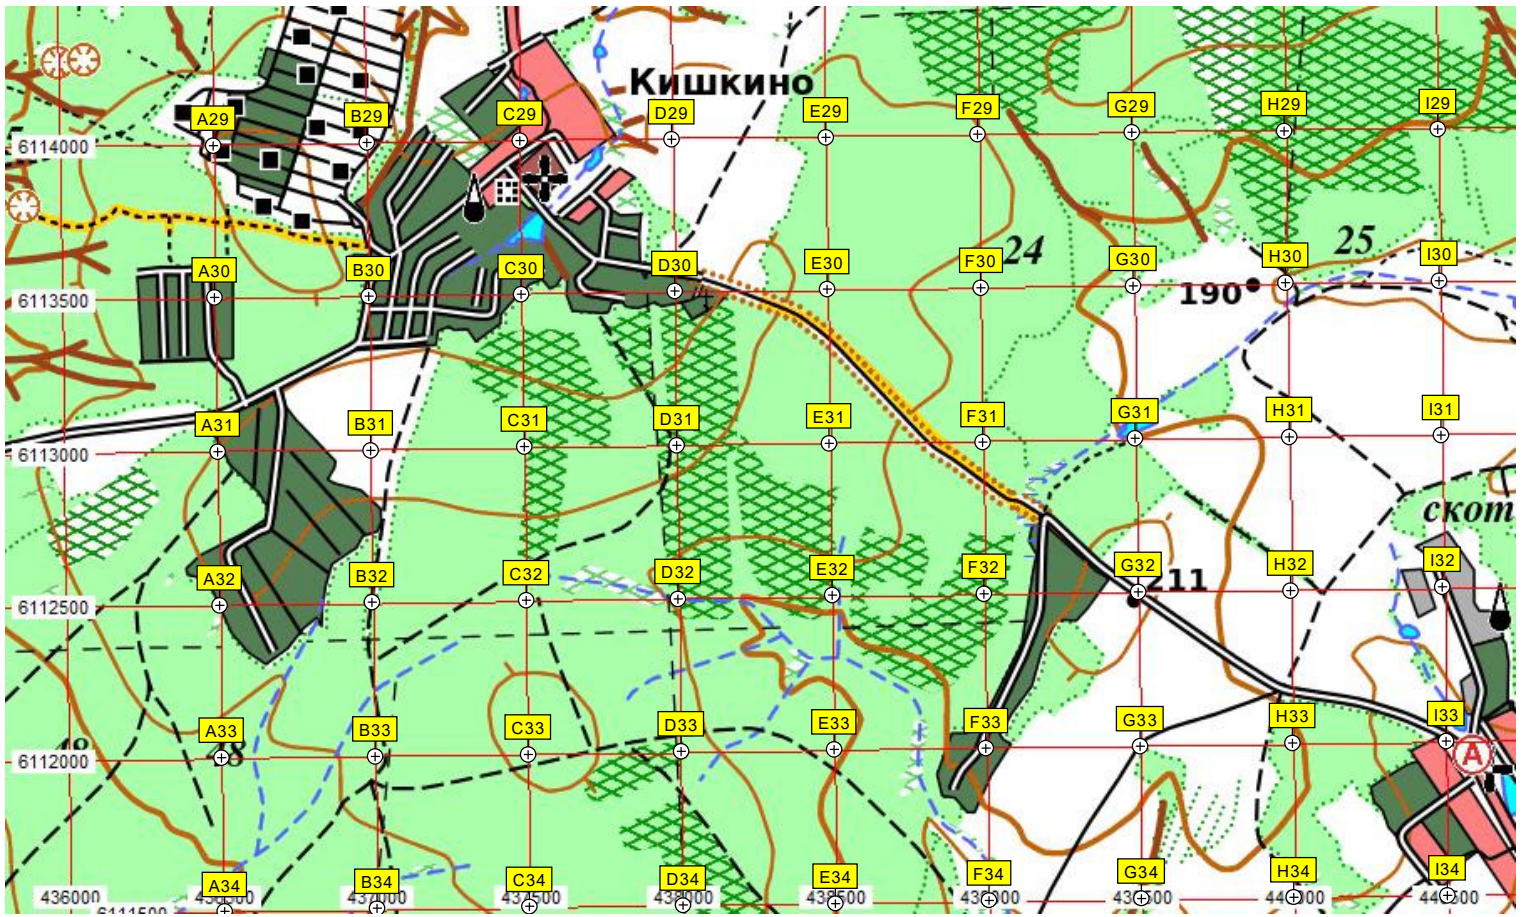 Кишкино
A29 B29 C29 D29 E29 F29 G29 H29 I29
6114000
24 25
A30 B30 C30 D30 E30 F30 G30 H30 I30
190
6113500
A31 B31 C31 D31 E31 F31 G31 H31 I31
6113000
скот
A32 B32 C32 D32 E32 F32 G32 H32 I32
211
6112500
A33 B33 C33 D33 E33 F33 G33 H33 I33
6112000
A
A34 B34 C34 D34 E34 F34 G34 H34 I34
436000
6111500